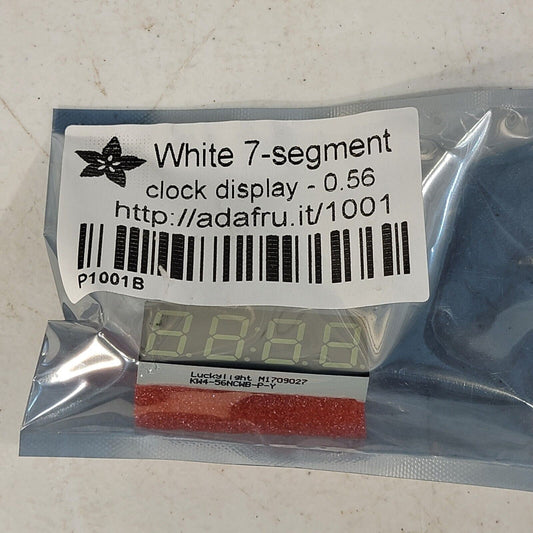 White 7-segment
clock display - 0.56
http://adafru.it/1001
P1001B
Luckylight N1709027
KW4-56NCWB-P-Y